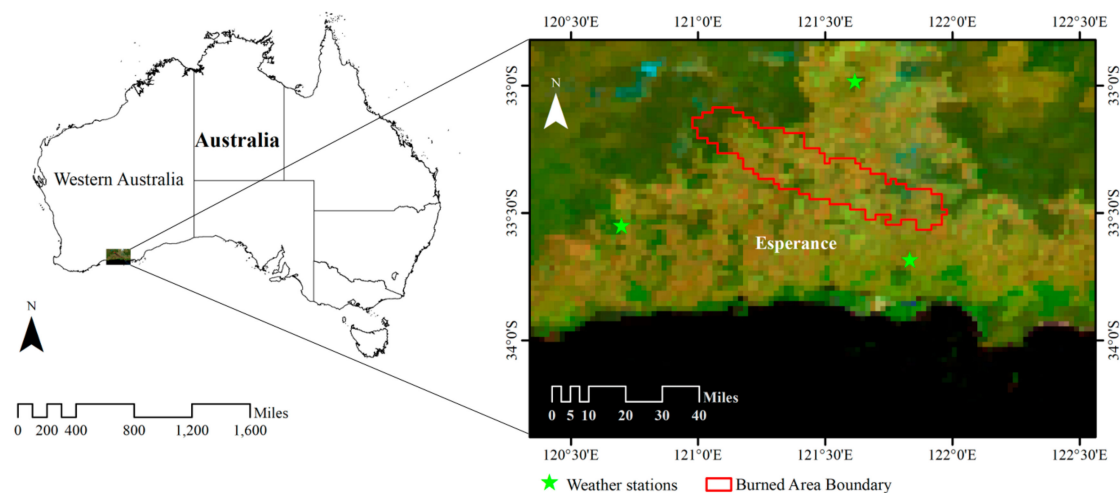 Australia
Western Australia
N
0 200 400 800 1,200 1,600
Miles
120°30'E 121°0'E 121°30'E 122°0'E 122°30'E
33°0'S
33°0'S
N
33°30'S
33°30'S
Esperance
34°0'S
34°0'S
Miles
0 5 10 20 30 40
120°30'E 121°0'E 121°30'E 122°0'E 122°30'E
Weather stations Burned Area Boundary